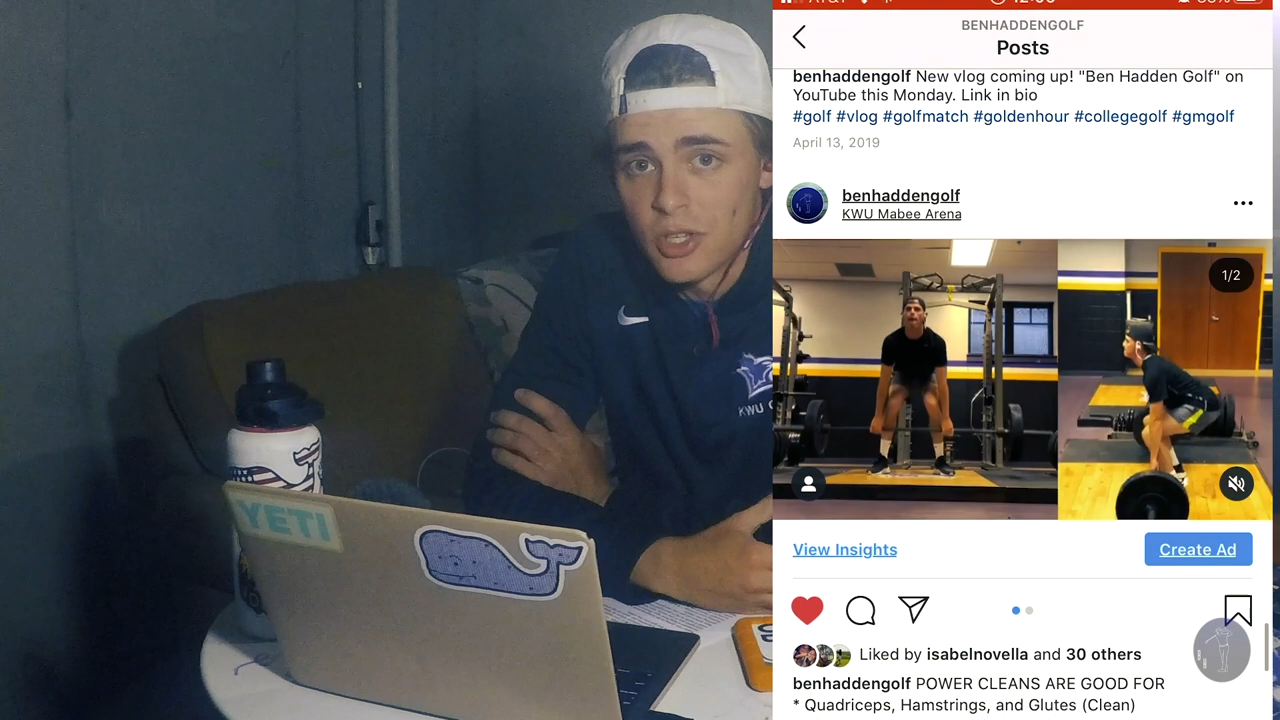 YETI
KWU
BENHADDENGOLF
Posts
benhaddengolf New vlog coming up! "Ben Hadden Golf" on
YouTube this Monday. Link in bio
#golf #vlog #golfmatch #goldenhour #collegegolf #gmgolf
April 13, 2019
benhaddengolf
KWU Mabee Arena
1/2
View Insights
Create Ad
Liked by isabelnovella and 30 others
benhaddengolf POWER CLEANS ARE GOOD FOR
* Quadriceps, Hamstrings, and Glutes (Clean)